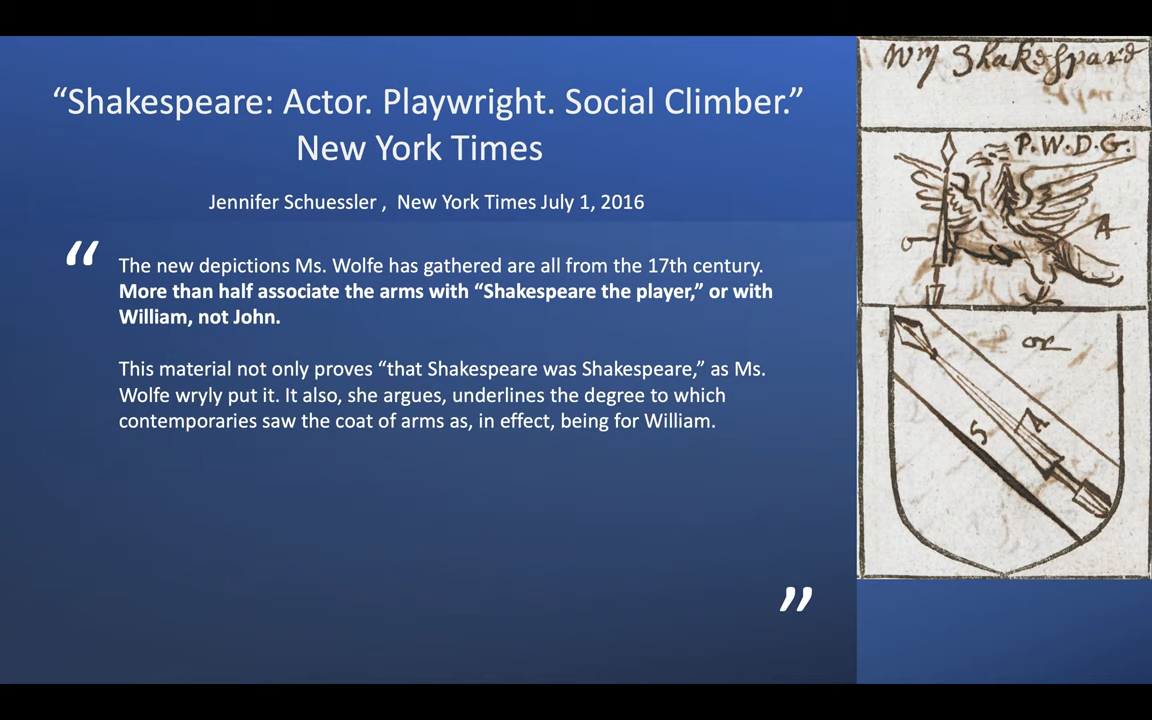 “Shakespeare: Actor. Playwright. Social Climber.”
New York Times
Jennifer Schuessler , New York Times July 1, 2016
“
The new depictions Ms. Wolfe has gathered are all from the 17th century.
More than half associate the arms with “Shakespeare the player,” or with
William, not John.
This material not only proves “that Shakespeare was Shakespeare,” as Ms.
Wolfe wryly put it. It also, she argues, underlines the degree to which
contemporaries saw the coat of arms as, in effect, being for William.
”
Wm Shakespeare
P.W.D.G.
A
or
S A